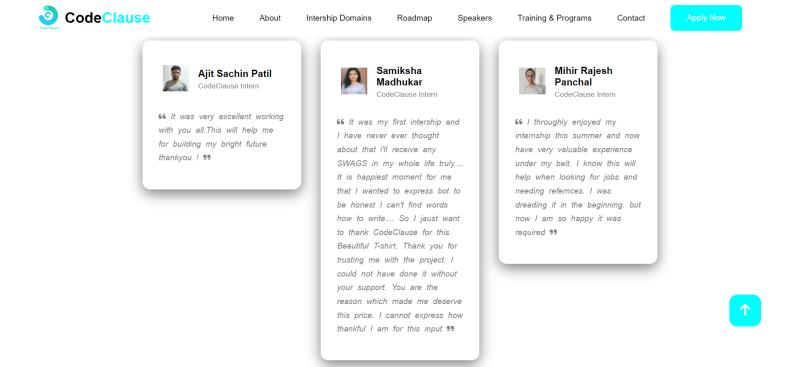 CodeClause
Home About Intership Domains Roadmap Speakers Training & Programs Contact Apply Now
Ajit Sachin Patil
CodeClause Intern
❝ It was very excellent working
with you all.This will help me
for building my bright future
thankyou ! ❞
Samiksha
Madhukar
CodeClause Intern
❝ It was my first intership and
I have never ever thought
about that i'll receive any
SWAGS in my whole life truly....
It is happiest moment for me
that I wanted to express bot to
be honest I can't find words
how to write.... So I jaust want
to thank CodeClause for this
Beautiful T-shirt. Thank you for
trusting me with the project. I
could not have done it without
your support. You are the
reason which made me deserve
this price. I cannot express how
thankful I am for this input ❞
Mihir Rajesh
Panchal
CodeClause Intern
❝ I throughly enjoyed my
internship this summer and now
have very valuable experience
under my belt. I know this will
help when looking for jobs and
needing refernces. I was
dreading it in the beginning. but
now I am so happy it was
required ❞